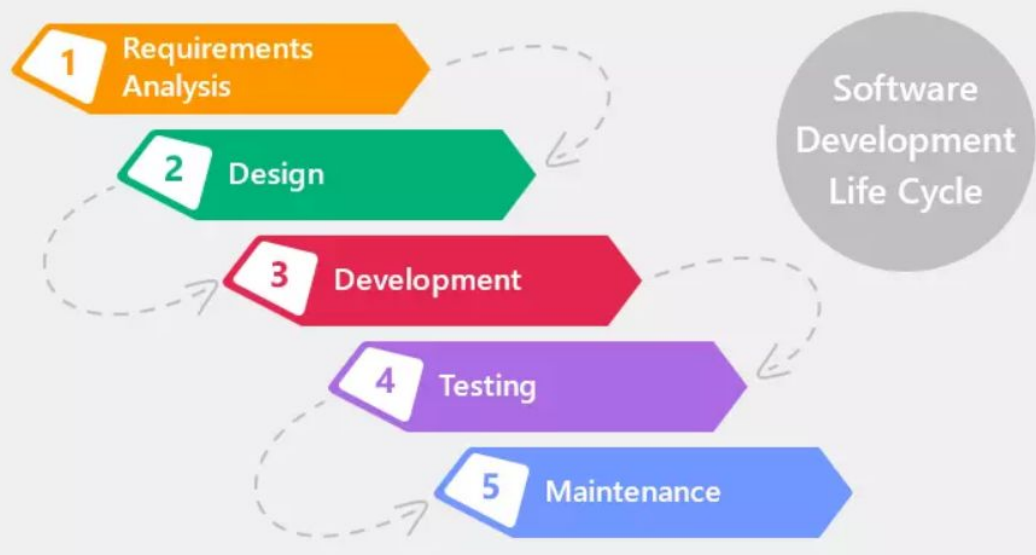 1
Requirements
Analysis
2
Design
3
Development
4
Testing
5
Maintenance
Software
Development
Life Cycle